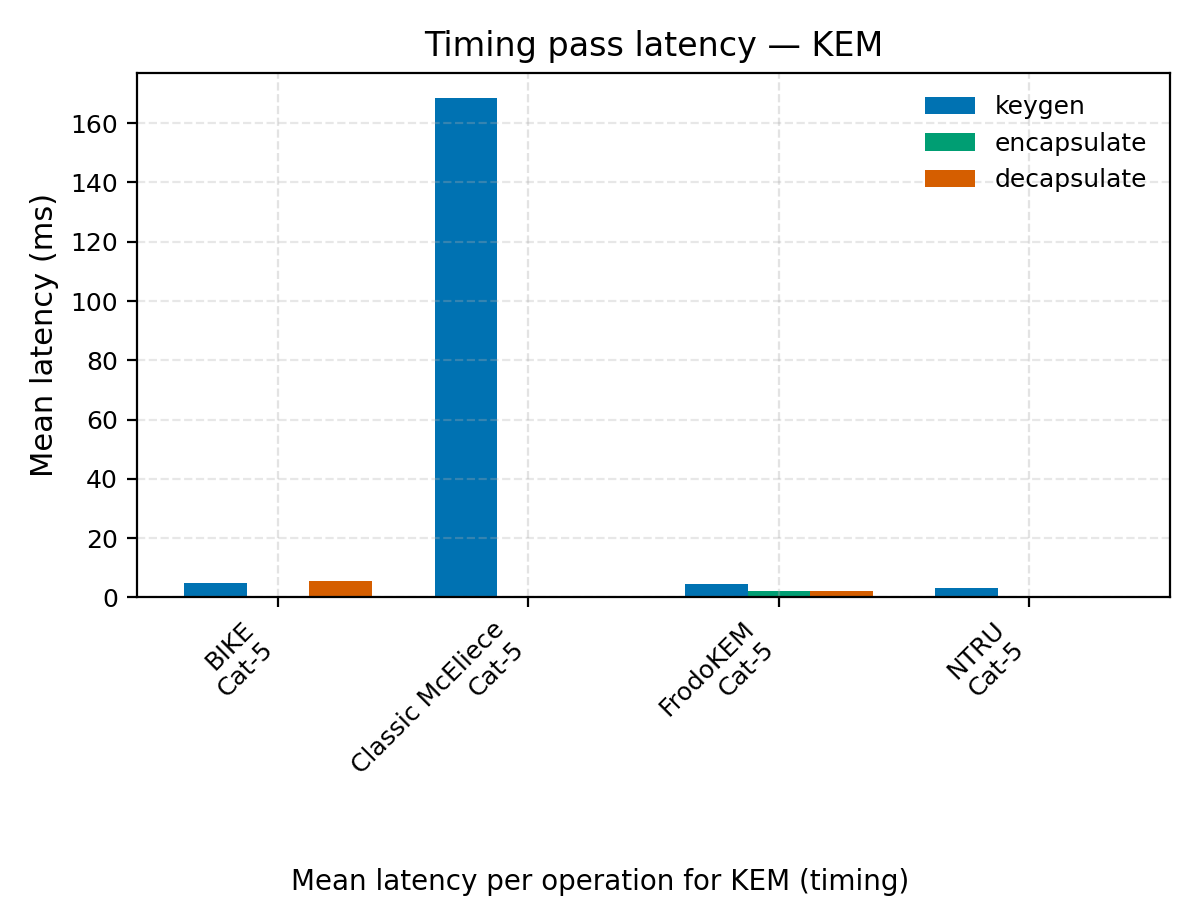 Timing pass latency — KEM
Mean latency (ms)
160
140
120
100
80
60
40
20
0
keygen
encapsulate
decapsulate
BIKE
Cat-5
Classic McEliece
Cat-5
FrodoKEM
Cat-5
NTRU
Cat-5
Mean latency per operation for KEM (timing)